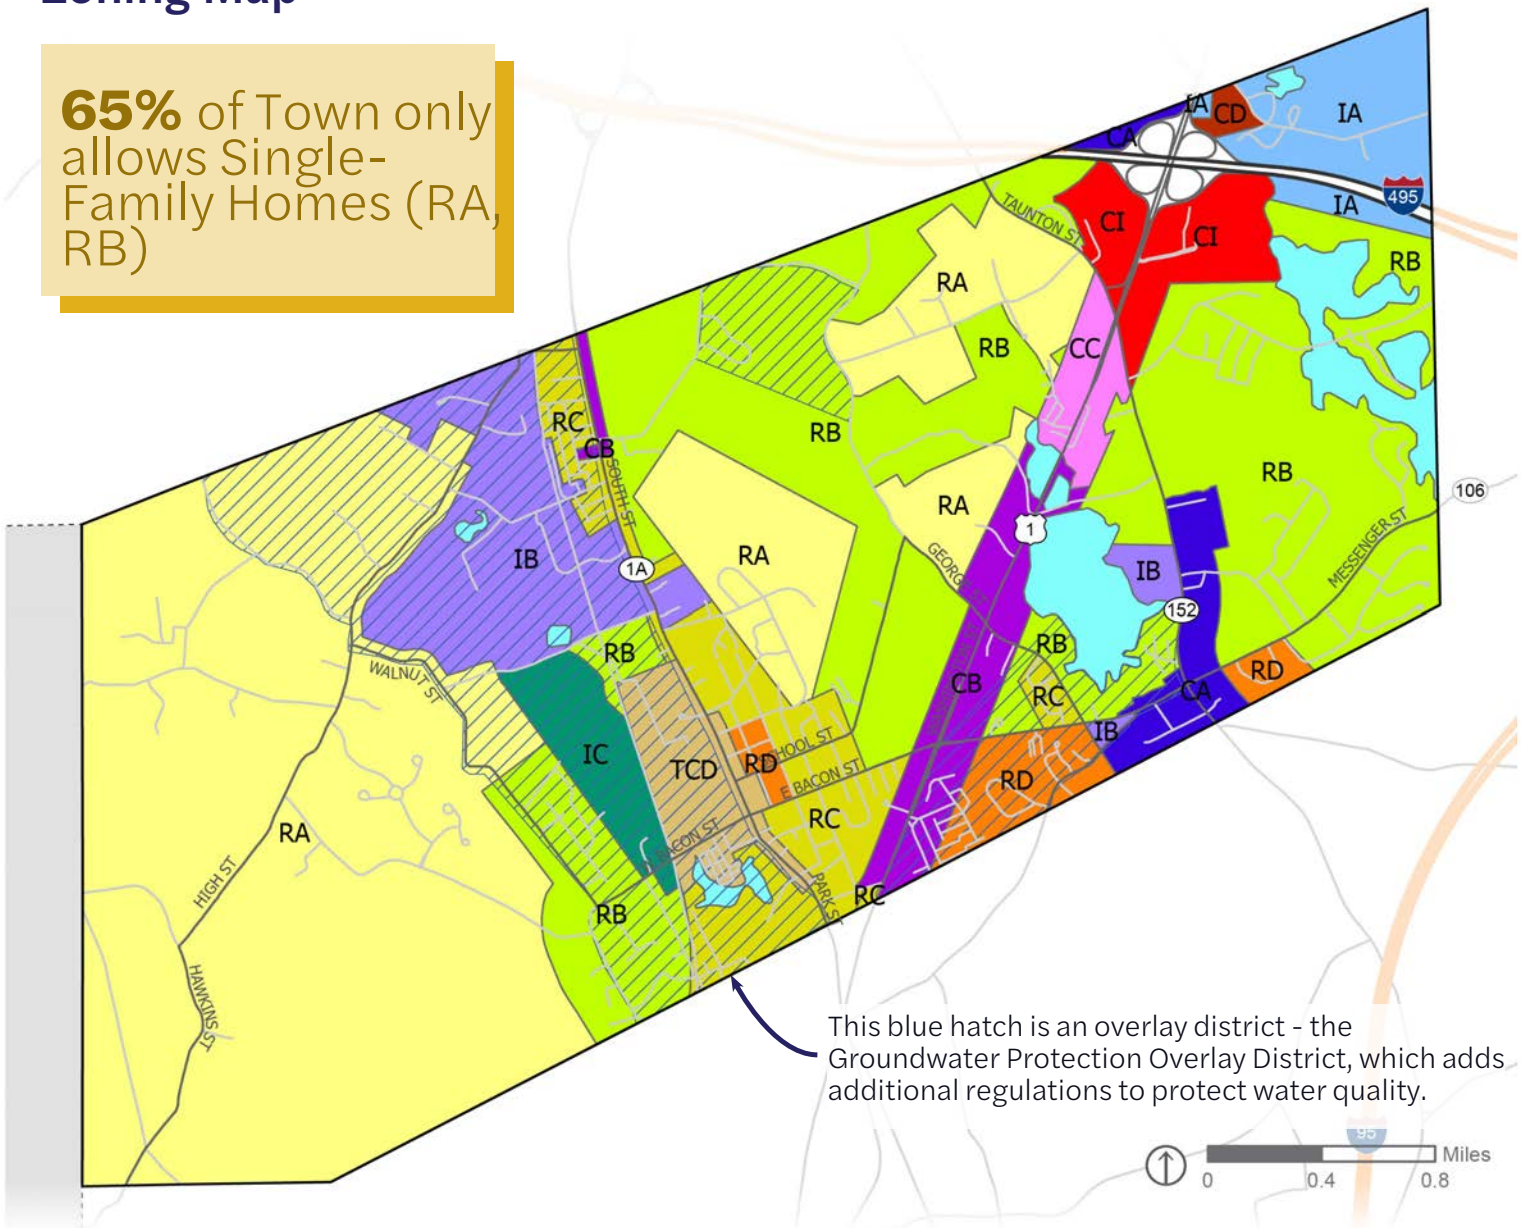 Zoning Map
65% of Town only
allows Single-
Family Homes (RA,
RB)
IA
CD
IA
CA
495
IA
TAUNTON ST
CI
CI
RB
RA
RB
CC
RC
CB
RB
SOUTH ST
RB
106
RA
1
MESSENGER ST
IB
1A
RA
GEORGE ST
IB
152
RB
WALNUT ST
RB
CB
RC
CA
RD
IB
IC
TCD
RD
SCHOOL ST
E BACON ST
RD
RA
RC
BACON ST
HIGH ST
PARK ST
RC
RB
HAWKINS ST
This blue hatch is an overlay district - the
Groundwater Protection Overlay District, which adds
additional regulations to protect water quality.
95
Miles
0 0.4 0.8